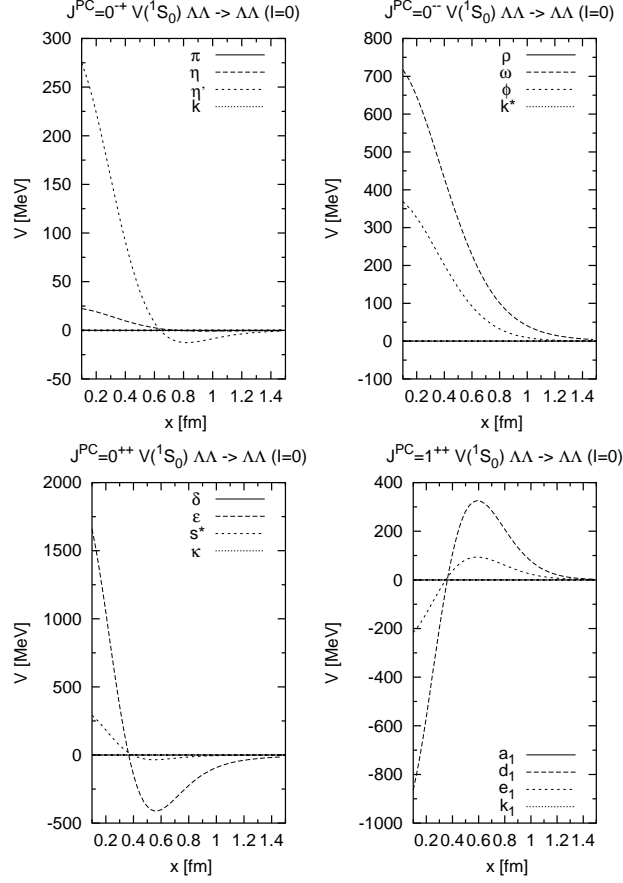 J^PC=0^-+ V(^1S_0) ΛΛ -> ΛΛ (I=0)
300
250
200
150
100
50
0
-50
V [MeV]
π
η
η'
k
0.2 0.4 0.6 0.8 1 1.2 1.4
x [fm]
J^PC=0^-- V(^1S_0) ΛΛ -> ΛΛ (I=0)
800
700
600
500
400
300
200
100
0
-100
V [MeV]
ρ
ω
ϕ
k*
0.2 0.4 0.6 0.8 1 1.2 1.4
x [fm]
J^PC=0^++ V(^1S_0) ΛΛ -> ΛΛ (I=0)
2000
1500
1000
500
0
-500
V [MeV]
δ
ε
s*
κ
0.2 0.4 0.6 0.8 1 1.2 1.4
x [fm]
J^PC=1^++ V(^1S_0) ΛΛ -> ΛΛ (I=0)
400
200
0
-200
-400
-600
-800
-1000
V [MeV]
a_1
d_1
e_1
k_1
0.2 0.4 0.6 0.8 1 1.2 1.4
x [fm]